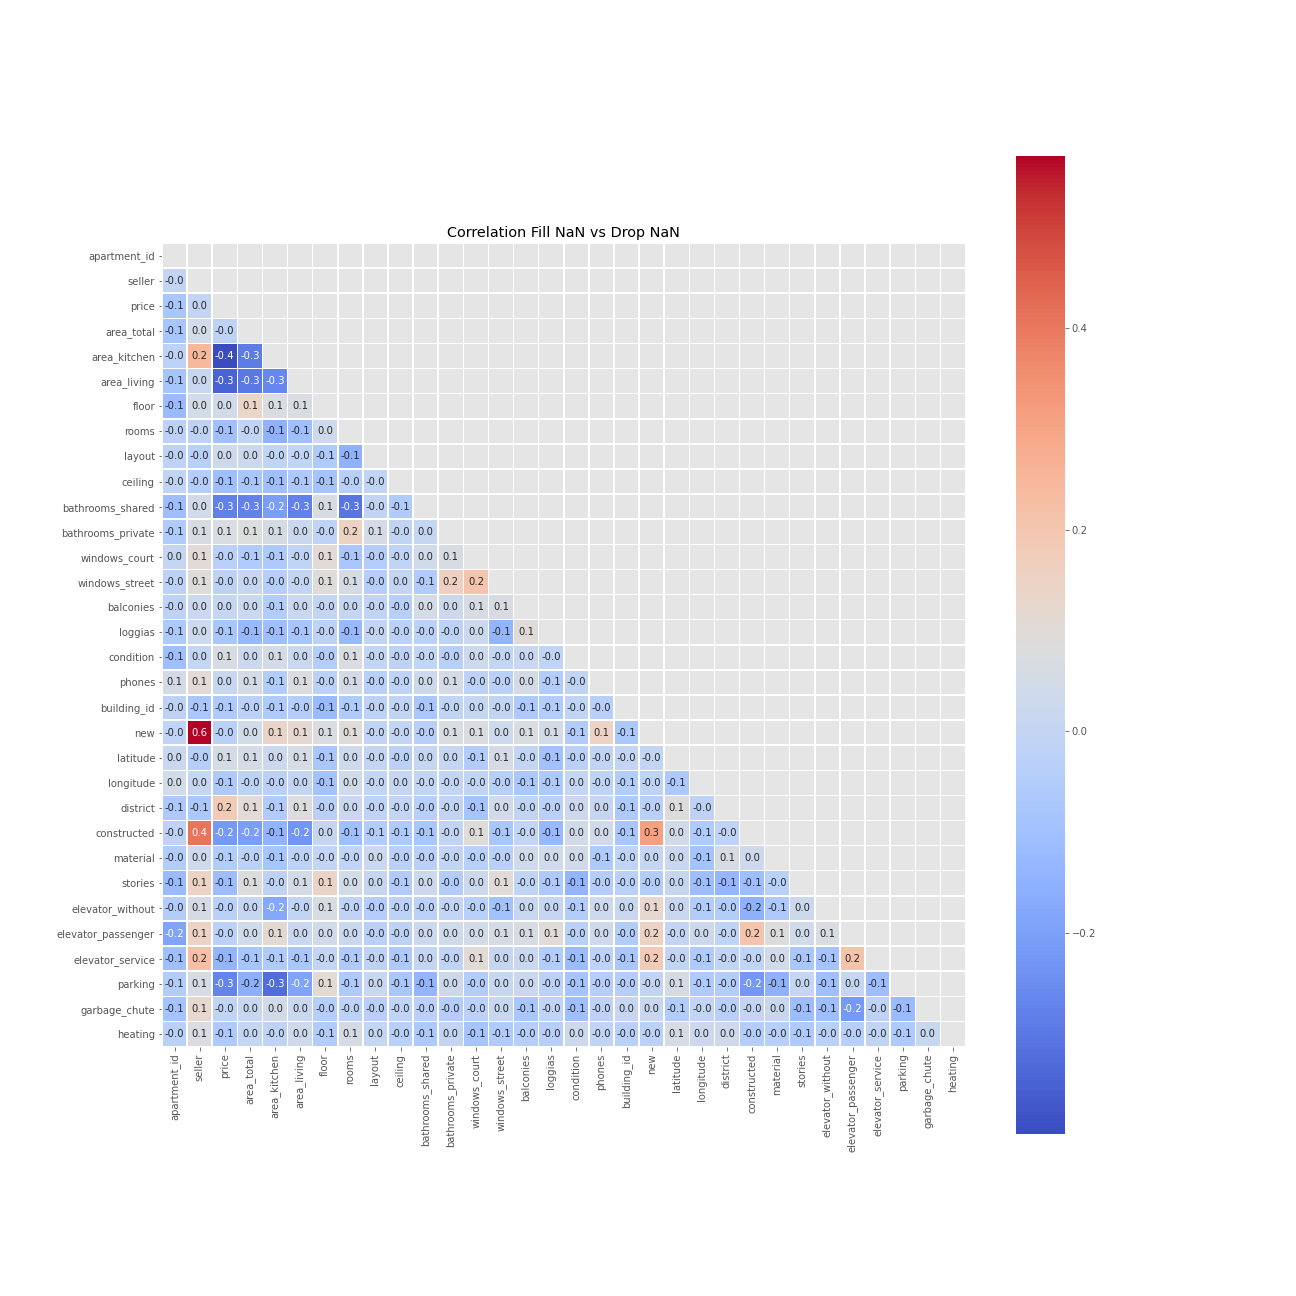 Correlation Fill NaN vs Drop NaN
apartment_id
seller -0.0
price -0.1 0.0
area_total -0.1 0.0 -0.0
area_kitchen -0.0 0.2 -0.4 -0.3
area_living -0.1 0.0 -0.3 -0.3 -0.3
floor -0.1 0.0 0.0 0.1 0.1 0.1
rooms -0.0 -0.0 -0.1 -0.0 -0.1 -0.1 0.0
layout -0.0 -0.0 0.0 0.0 -0.0 -0.0 -0.1 -0.1
ceiling -0.0 -0.0 -0.1 -0.1 -0.1 -0.1 -0.1 -0.0 -0.0
bathrooms_shared -0.1 0.0 -0.3 -0.3 -0.2 -0.3 0.1 -0.3 -0.0 -0.1
bathrooms_private -0.1 0.1 0.1 0.1 0.1 0.0 -0.0 0.2 0.1 -0.0 0.0
windows_court 0.0 0.1 -0.0 -0.1 -0.1 -0.0 0.1 -0.1 -0.0 -0.0 0.0 0.1
windows_street -0.0 0.1 -0.0 0.0 -0.0 -0.0 0.1 0.1 -0.0 0.0 -0.1 0.2 0.2
balconies -0.0 0.0 0.0 0.0 -0.1 0.0 -0.0 0.0 -0.0 -0.0 0.0 0.0 0.1 0.1
loggias -0.1 0.0 -0.1 -0.1 -0.1 -0.1 -0.0 -0.1 -0.0 -0.0 -0.0 -0.0 0.0 -0.1 0.1
condition -0.1 0.0 0.1 0.0 0.1 0.0 -0.0 0.1 -0.0 -0.0 -0.0 -0.0 0.0 -0.0 0.0 -0.0
phones 0.1 0.1 0.0 0.1 -0.1 0.1 -0.0 0.1 -0.0 -0.0 0.0 0.1 -0.0 -0.0 0.0 -0.1 -0.0
building_id -0.0 -0.1 -0.1 -0.0 -0.1 -0.0 -0.1 -0.1 -0.0 -0.0 -0.1 -0.0 0.0 -0.0 -0.1 -0.1 -0.0 -0.0
new -0.0 0.6 -0.0 0.0 0.1 0.1 0.1 0.1 -0.0 -0.0 -0.0 0.1 0.1 0.0 0.1 0.1 -0.1 0.1 -0.1
latitude 0.0 -0.0 0.1 0.1 0.0 0.1 -0.1 0.0 -0.0 -0.0 0.0 0.0 -0.1 0.1 -0.0 -0.1 -0.0 -0.0 -0.0 -0.0
longitude 0.0 0.0 -0.1 -0.0 -0.0 0.0 -0.1 0.0 -0.0 0.0 -0.0 -0.0 -0.0 -0.0 -0.1 -0.1 0.0 -0.0 -0.1 -0.0 -0.1
district -0.1 -0.1 0.2 0.1 -0.1 0.1 -0.0 0.0 -0.0 -0.0 -0.0 -0.0 -0.1 0.0 -0.0 -0.0 0.0 0.0 -0.1 -0.0 0.1 -0.0
constructed -0.0 0.4 -0.2 -0.2 -0.1 -0.2 0.0 -0.1 -0.1 -0.1 -0.1 -0.0 0.1 -0.1 -0.0 -0.1 0.0 0.0 -0.1 0.3 0.0 -0.1 -0.0
material -0.0 0.0 -0.1 -0.0 -0.1 -0.0 -0.0 -0.0 0.0 -0.0 -0.0 -0.0 -0.0 -0.0 0.0 0.0 0.0 -0.1 0.0 0.0 0.0 -0.1 0.1 0.0
stories -0.1 0.1 -0.1 0.1 -0.0 0.1 0.1 0.0 0.0 -0.1 0.0 -0.0 0.0 0.1 -0.0 -0.1 -0.1 -0.0 -0.0 -0.0 0.0 -0.1 -0.1 -0.1 -0.0
elevator_without -0.0 0.1 -0.0 0.0 -0.2 -0.0 0.1 -0.0 -0.0 -0.0 -0.0 -0.0 -0.0 -0.1 0.0 0.0 -0.1 0.0 0.0 0.1 0.0 -0.1 -0.0 -0.2 -0.1 0.0
elevator_passenger -0.2 0.1 -0.0 0.0 0.1 0.0 0.0 0.0 -0.0 -0.0 0.0 0.0 0.0 0.1 0.1 0.1 -0.0 0.0 -0.0 0.2 -0.0 0.0 -0.0 0.2 0.1 0.0 0.1
elevator_service -0.1 0.2 -0.1 -0.1 -0.1 -0.1 -0.0 -0.1 -0.0 -0.1 0.0 0.0 0.1 -0.0 0.0 -0.1 -0.1 -0.0 -0.1 0.2 -0.0 -0.1 -0.0 -0.0 0.0 -0.1 -0.1 0.2
parking -0.1 0.1 -0.3 -0.2 -0.3 -0.2 0.1 -0.1 0.0 -0.1 -0.1 0.0 -0.0 -0.0 0.0 -0.0 -0.1 -0.0 -0.0 -0.0 0.1 -0.1 -0.0 -0.2 -0.1 0.0 -0.1 0.0 -0.1
garbage_chute -0.1 0.1 -0.0 0.0 0.0 0.0 -0.0 -0.0 -0.0 -0.0 -0.0 -0.0 -0.0 -0.0 -0.1 -0.0 -0.1 -0.0 0.0 0.0 -0.1 -0.0 -0.0 -0.0 0.0 -0.1 -0.1 -0.2 -0.0 -0.1
heating -0.0 0.1 -0.1 0.0 -0.0 0.0 -0.1 0.1 0.0 -0.0 -0.1 0.0 -0.1 -0.1 -0.0 -0.0 0.0 -0.0 -0.0 -0.0 0.1 0.0 0.0 -0.0 -0.0 -0.1 -0.0 -0.0 -0.0 -0.1 0.0
apartment_id
seller
price
area_total
area_kitchen
area_living
floor
rooms
layout
ceiling
bathrooms_shared
bathrooms_private
windows_court
windows_street
balconies
loggias
condition
phones
building_id
new
latitude
longitude
district
constructed
material
stories
elevator_without
elevator_passenger
elevator_service
parking
garbage_chute
heating
0.4
0.2
0.0
−0.2